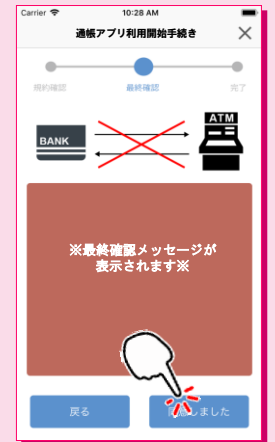 Carrier 10:28 AM
通帳アプリ利用開始手続き
規約確認 最終確認 完了
BANK ATM
※最終確認メッセージが
表示されます※
戻る しました